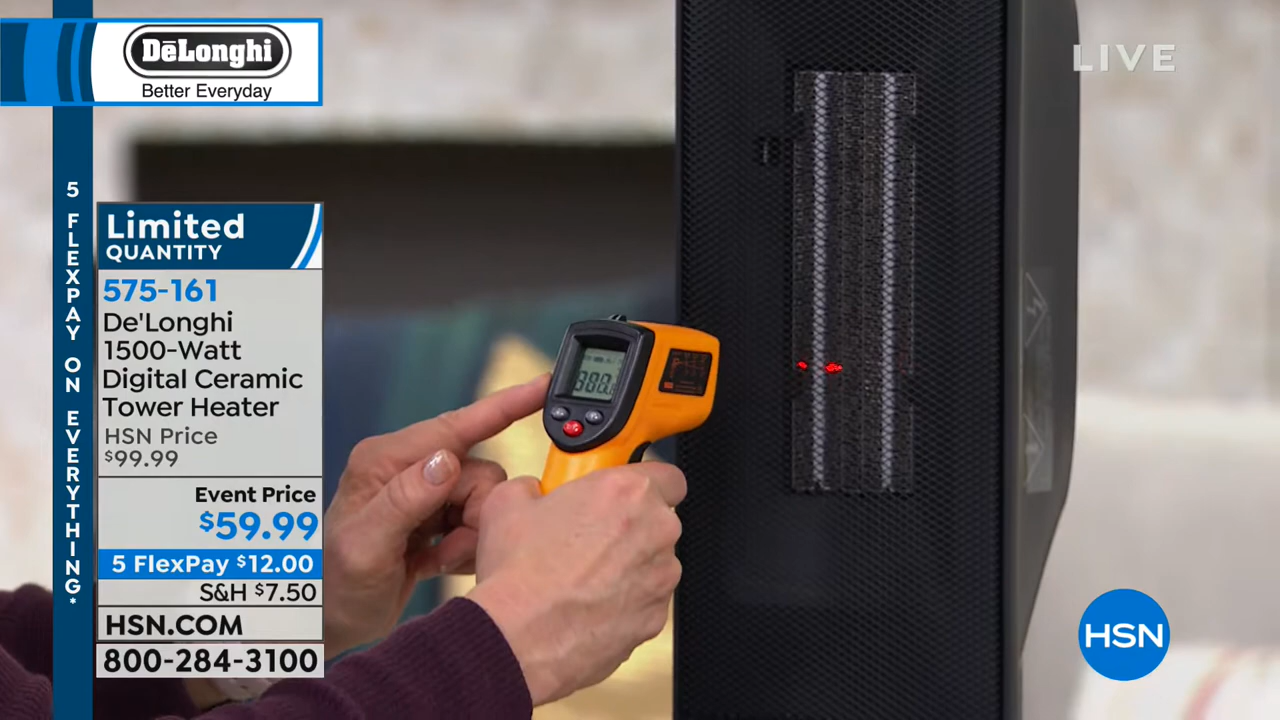 DēLonghi
Better Everyday
LIVE
5 FLEXPAY ON EVERYTHING*
Limited
QUANTITY
575-161
De'Longhi
1500-Watt
Digital Ceramic
Tower Heater
HSN Price
$99.99
Event Price
$59.99
5 FlexPay $12.00
S&H $7.50
HSN.COM
800-284-3100
HSN